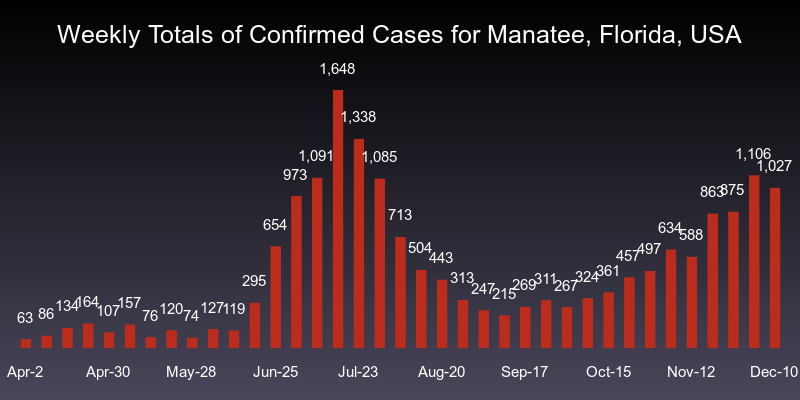 Weekly Totals of Confirmed Cases for Manatee, Florida, USA
63 86 134 164 107 157 76 120 74 127 119 295 654 973 1,091 1,648 1,338 1,085 713 504 443 313 247 215 269 311 267 324 361 457 497 634 588 863 875 1,106 1,027
Apr-2 Apr-30 May-28 Jun-25 Jul-23 Aug-20 Sep-17 Oct-15 Nov-12 Dec-10